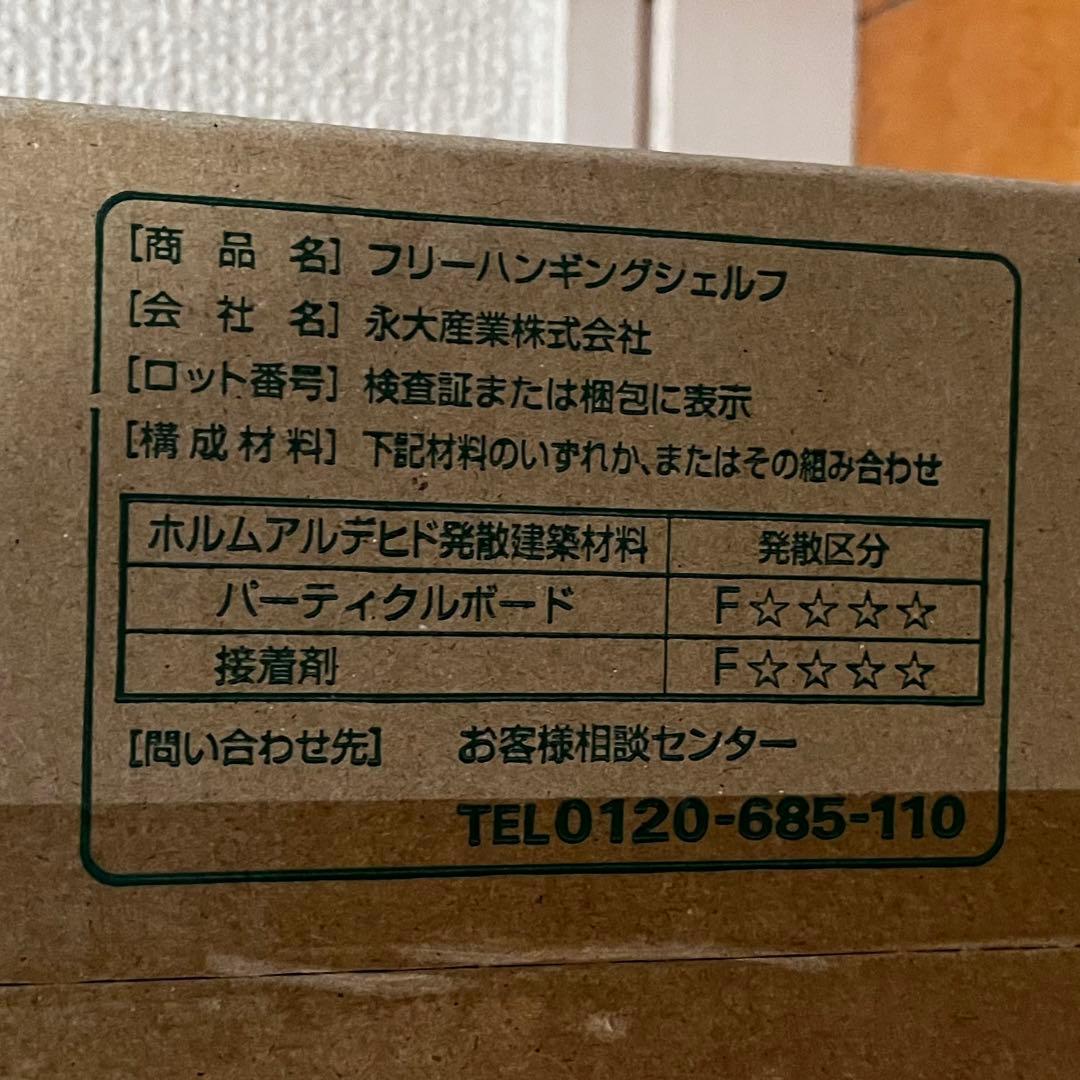 [商品名] フリーハンギングシェルフ
[会社名] 永大産業株式会社
[ロット番号] 検査証または梱包に表示
[構成材料] 下記材料のいずれか、またはその組み合わせ
ホルムアルデヒド発散建築材料 発散区分
パーティクルボード F☆☆☆☆
接着剤 F☆☆☆☆
[問い合わせ先] お客様相談センター
TEL0120-685-110